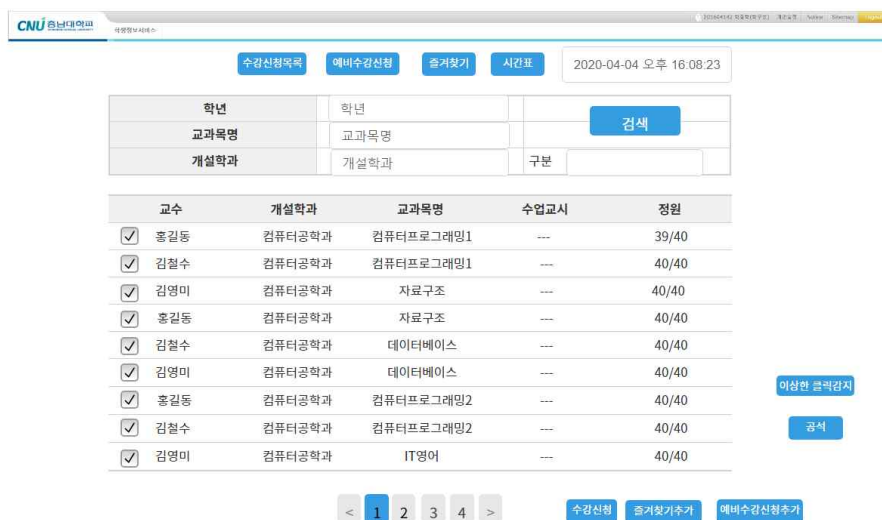 CNU 충남대학교
학생정보서비스
Notice Sitemap Logout
수강신청목록 예비수강신청 즐겨찾기 시간표 2020-04-04 오후 16:08:23
학년 학년 검색
교과목명 교과목명
개설학과 개설학과 구분
교수 개설학과 교과목명 수업교시 정원
홍길동 컴퓨터공학과 컴퓨터프로그래밍1 --- 39/40
김철수 컴퓨터공학과 컴퓨터프로그래밍1 --- 40/40
김영미 컴퓨터공학과 자료구조 --- 40/40
홍길동 컴퓨터공학과 자료구조 --- 40/40
김철수 컴퓨터공학과 데이터베이스 --- 40/40
김영미 컴퓨터공학과 데이터베이스 --- 40/40
이상한 클릭감지
홍길동 컴퓨터공학과 컴퓨터프로그래밍2 --- 40/40
김철수 컴퓨터공학과 컴퓨터프로그래밍2 --- 40/40
공석
김영미 컴퓨터공학과 IT영어 --- 40/40
< 1 2 3 4 > 수강신청 즐겨찾기추가 예비수강신청추가